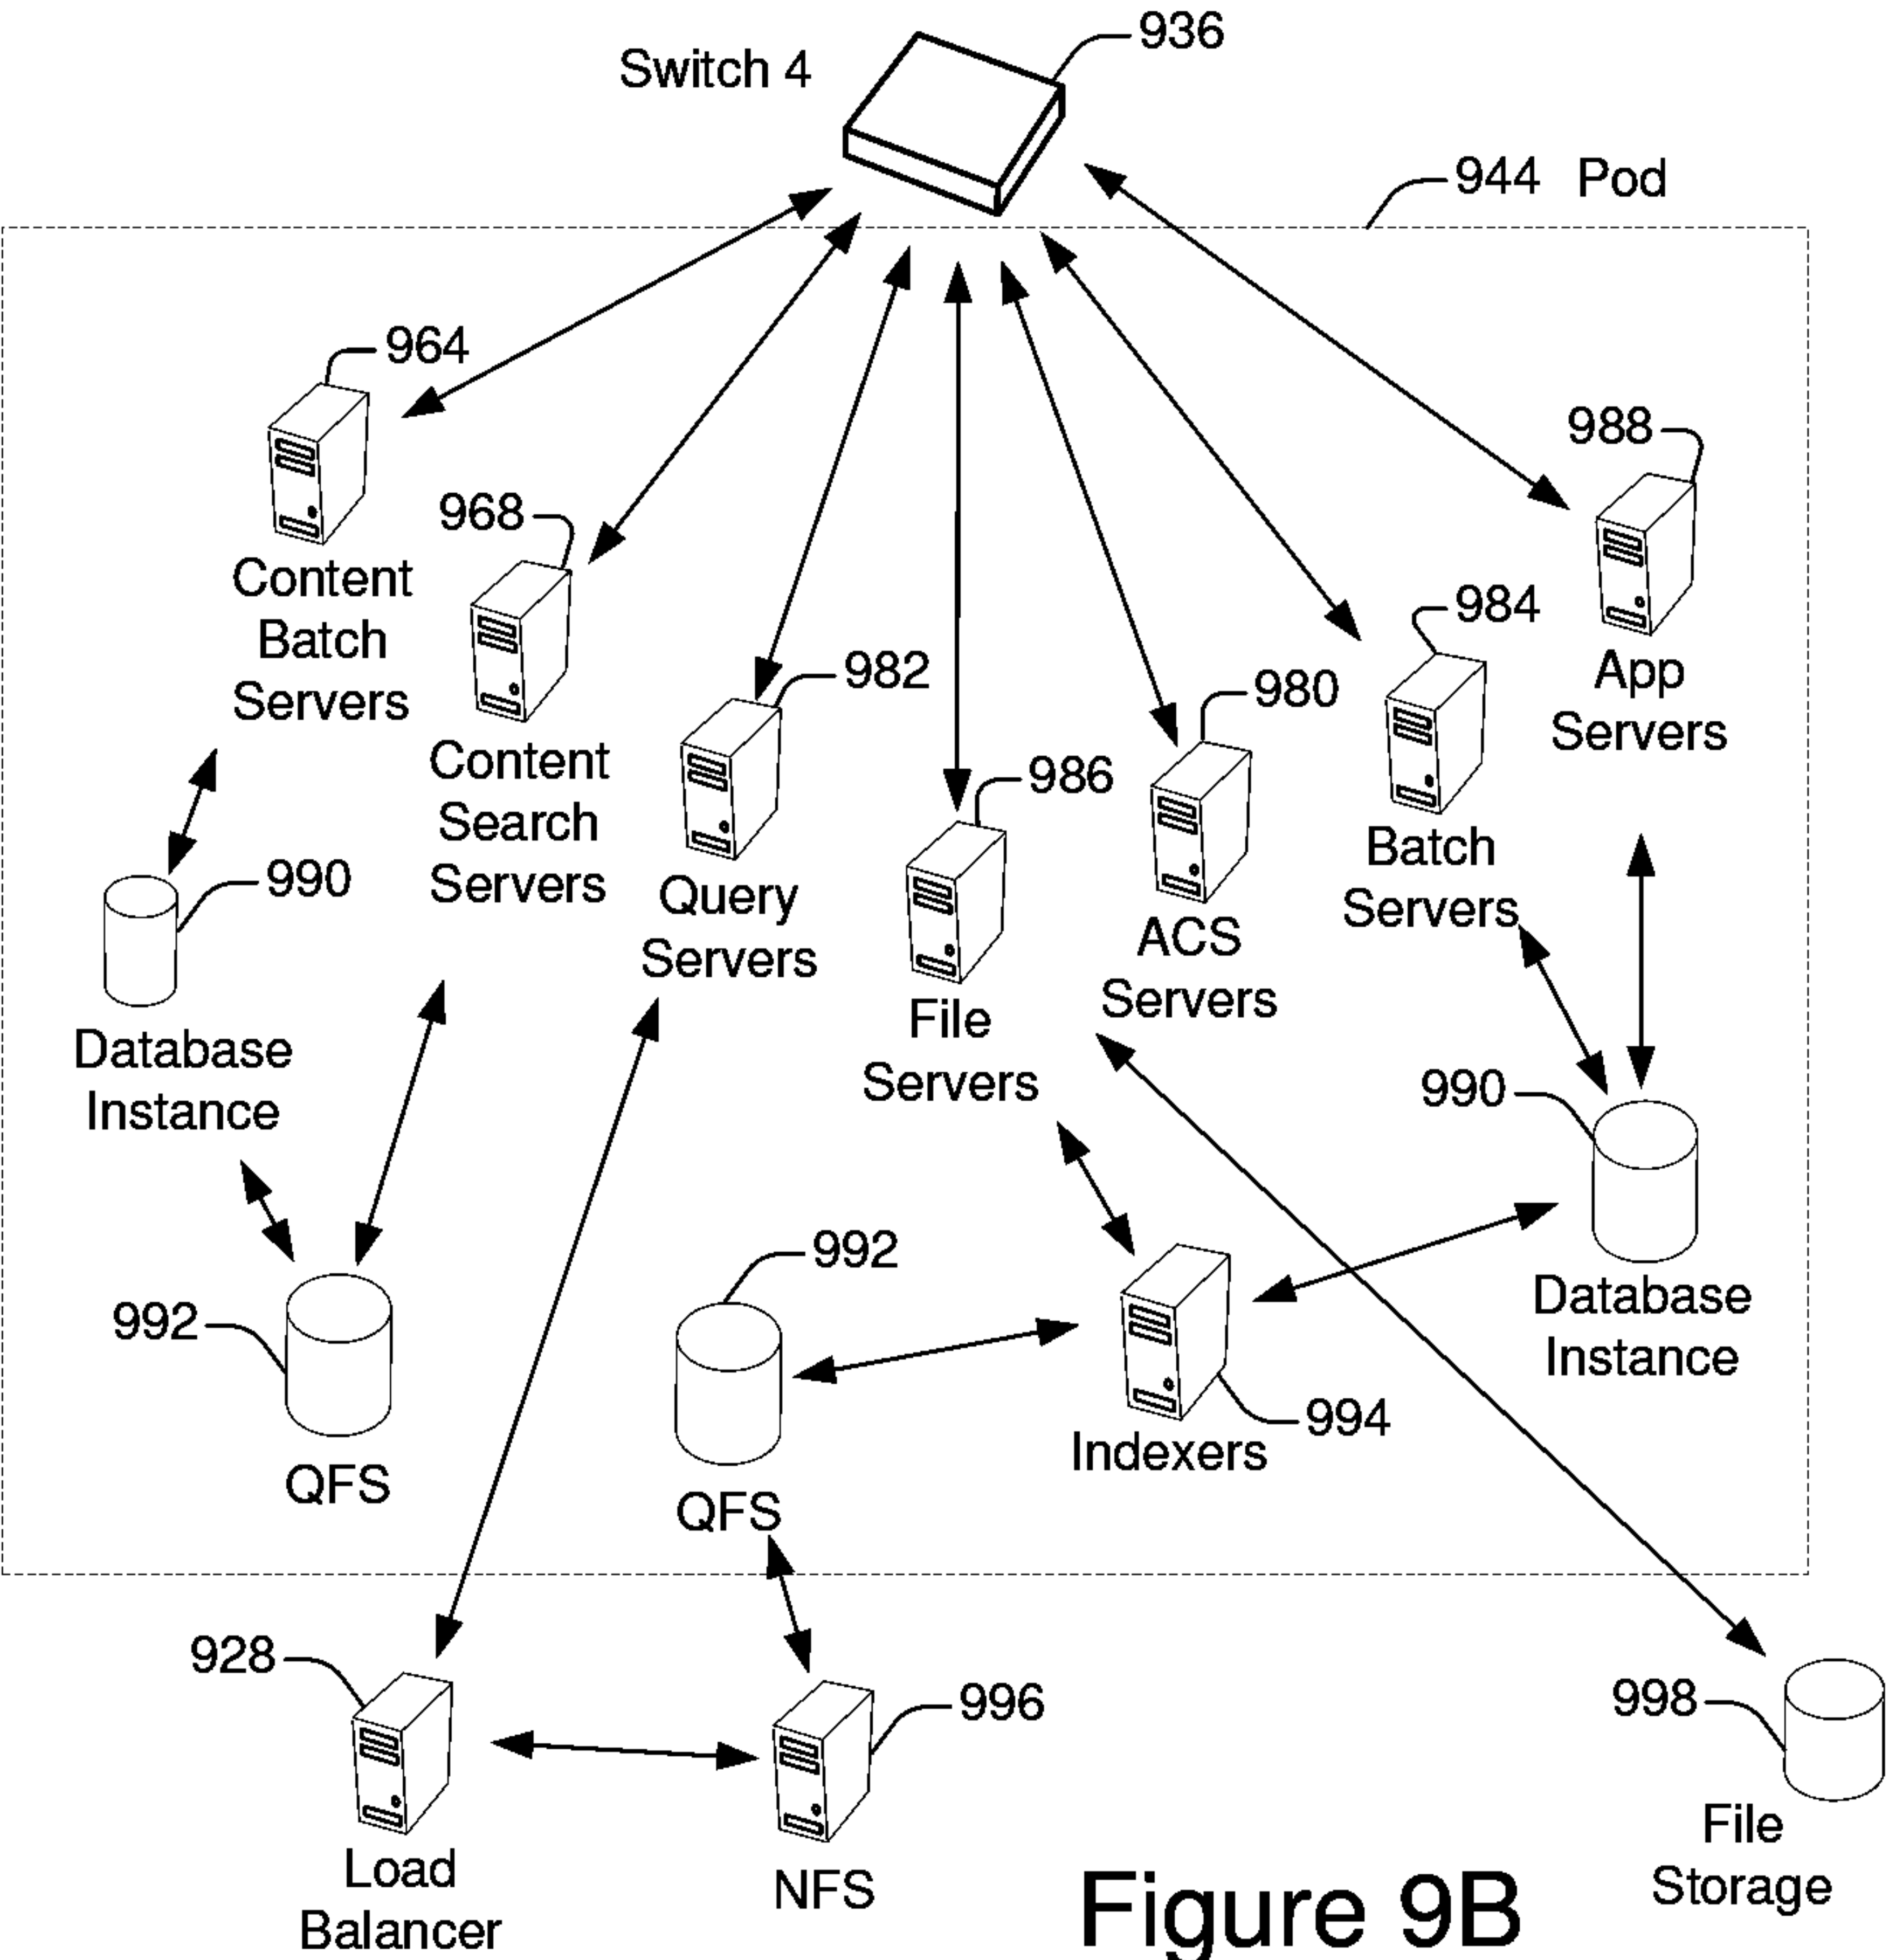 936
Switch 4
944 Pod
964
988
968
984
Content
Batch
Servers
982
980
App
Servers
Content
Search
Servers
986
Batch
Servers
990
Query
Servers
ACS
Servers
File
Servers
Database
Instance
990
992
992
Database
Instance
994
Indexers
QFS
QFS
928
996
998
File
Storage
Load
Balancer
NFS
Figure 9B